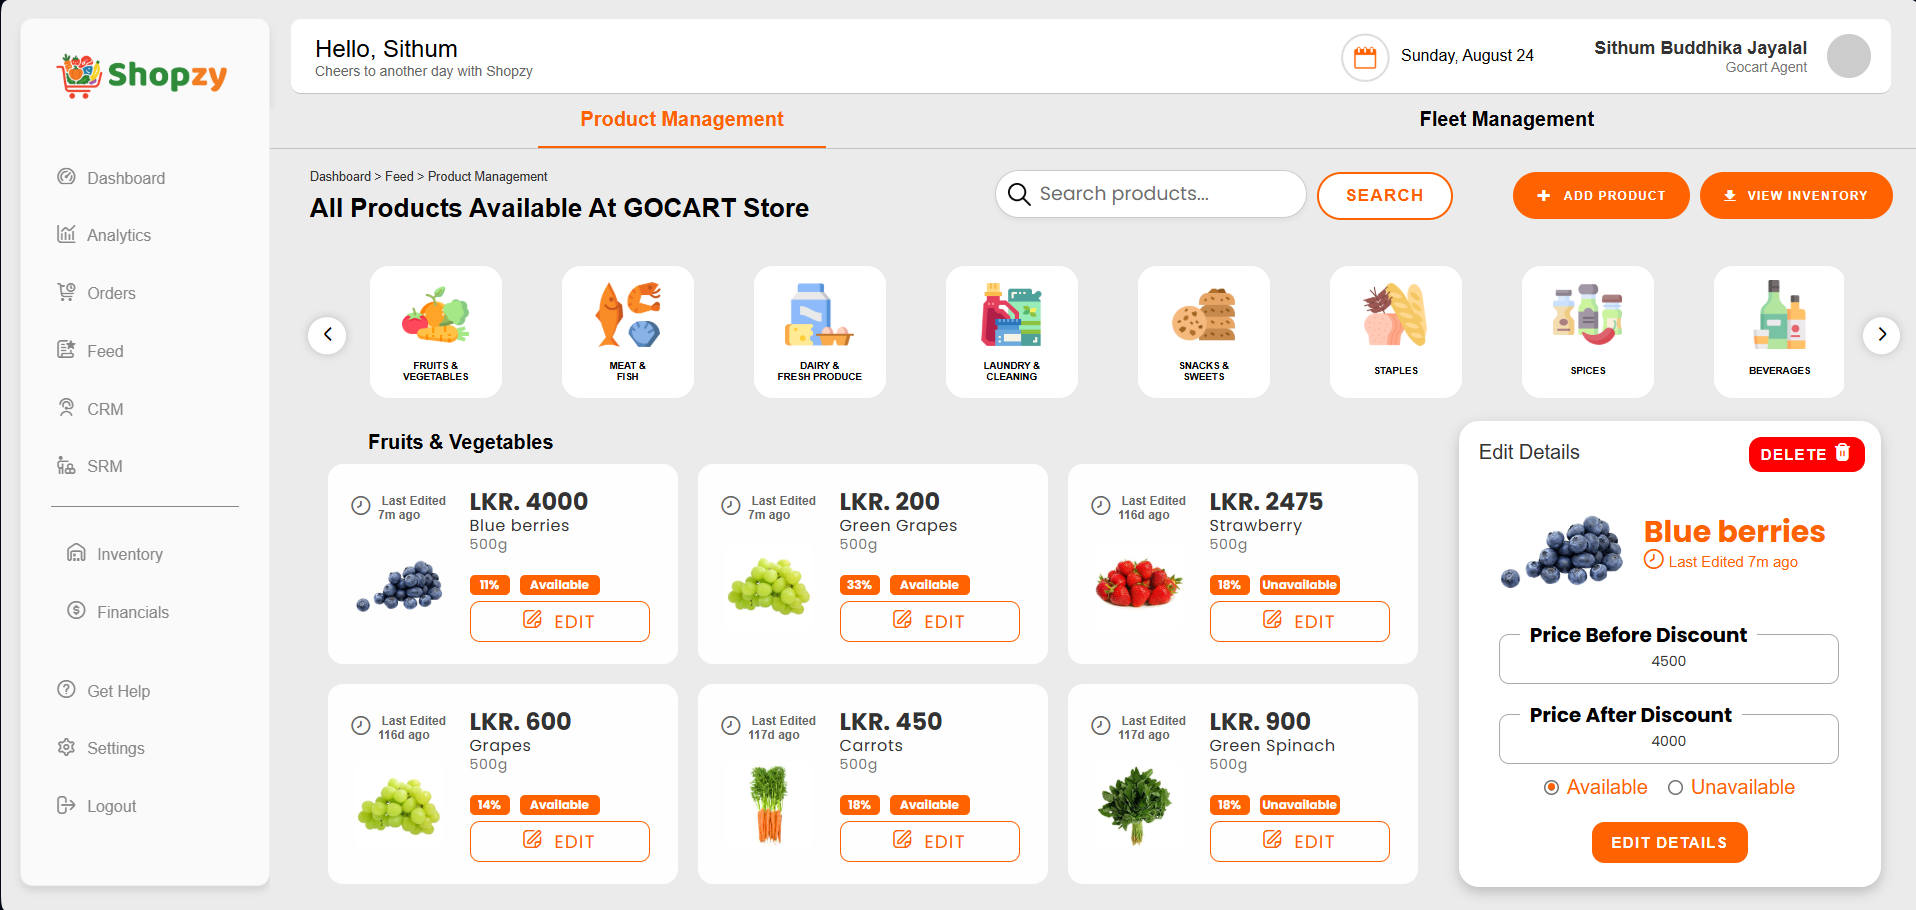 Shopzy
Dashboard
Analytics
Orders
Feed
CRM
SRM
Inventory
Financials
Get Help
Settings
Logout
Hello, Sithum
Cheers to another day with Shopzy
Sunday, August 24
Sithum Buddhika Jayalal
Gocart Agent
Product Management
Fleet Management
Dashboard > Feed > Product Management
All Products Available At GOCART Store
Search products...
SEARCH
ADD PRODUCT
VIEW INVENTORY
FRUITS &
VEGETABLES
MEAT &
FISH
DAIRY &
FRESH PRODUCE
LAUNDRY &
CLEANING
SNACKS &
SWEETS
STAPLES
SPICES
BEVERAGES
Fruits & Vegetables
Last Edited
7m ago
LKR. 4000
Blue berries
500g
11%
Available
EDIT
Last Edited
7m ago
LKR. 200
Green Grapes
500g
33%
Available
EDIT
Last Edited
116d ago
LKR. 2475
Strawberry
500g
18%
Unavailable
EDIT
Last Edited
116d ago
LKR. 600
Grapes
500g
14%
Available
EDIT
Last Edited
117d ago
LKR. 450
Carrots
500g
18%
Available
EDIT
Last Edited
117d ago
LKR. 900
Green Spinach
500g
18%
Unavailable
EDIT
Edit Details
DELETE
Blue berries
Last Edited 7m ago
Price Before Discount
4500
Price After Discount
4000
Available
Unavailable
EDIT DETAILS